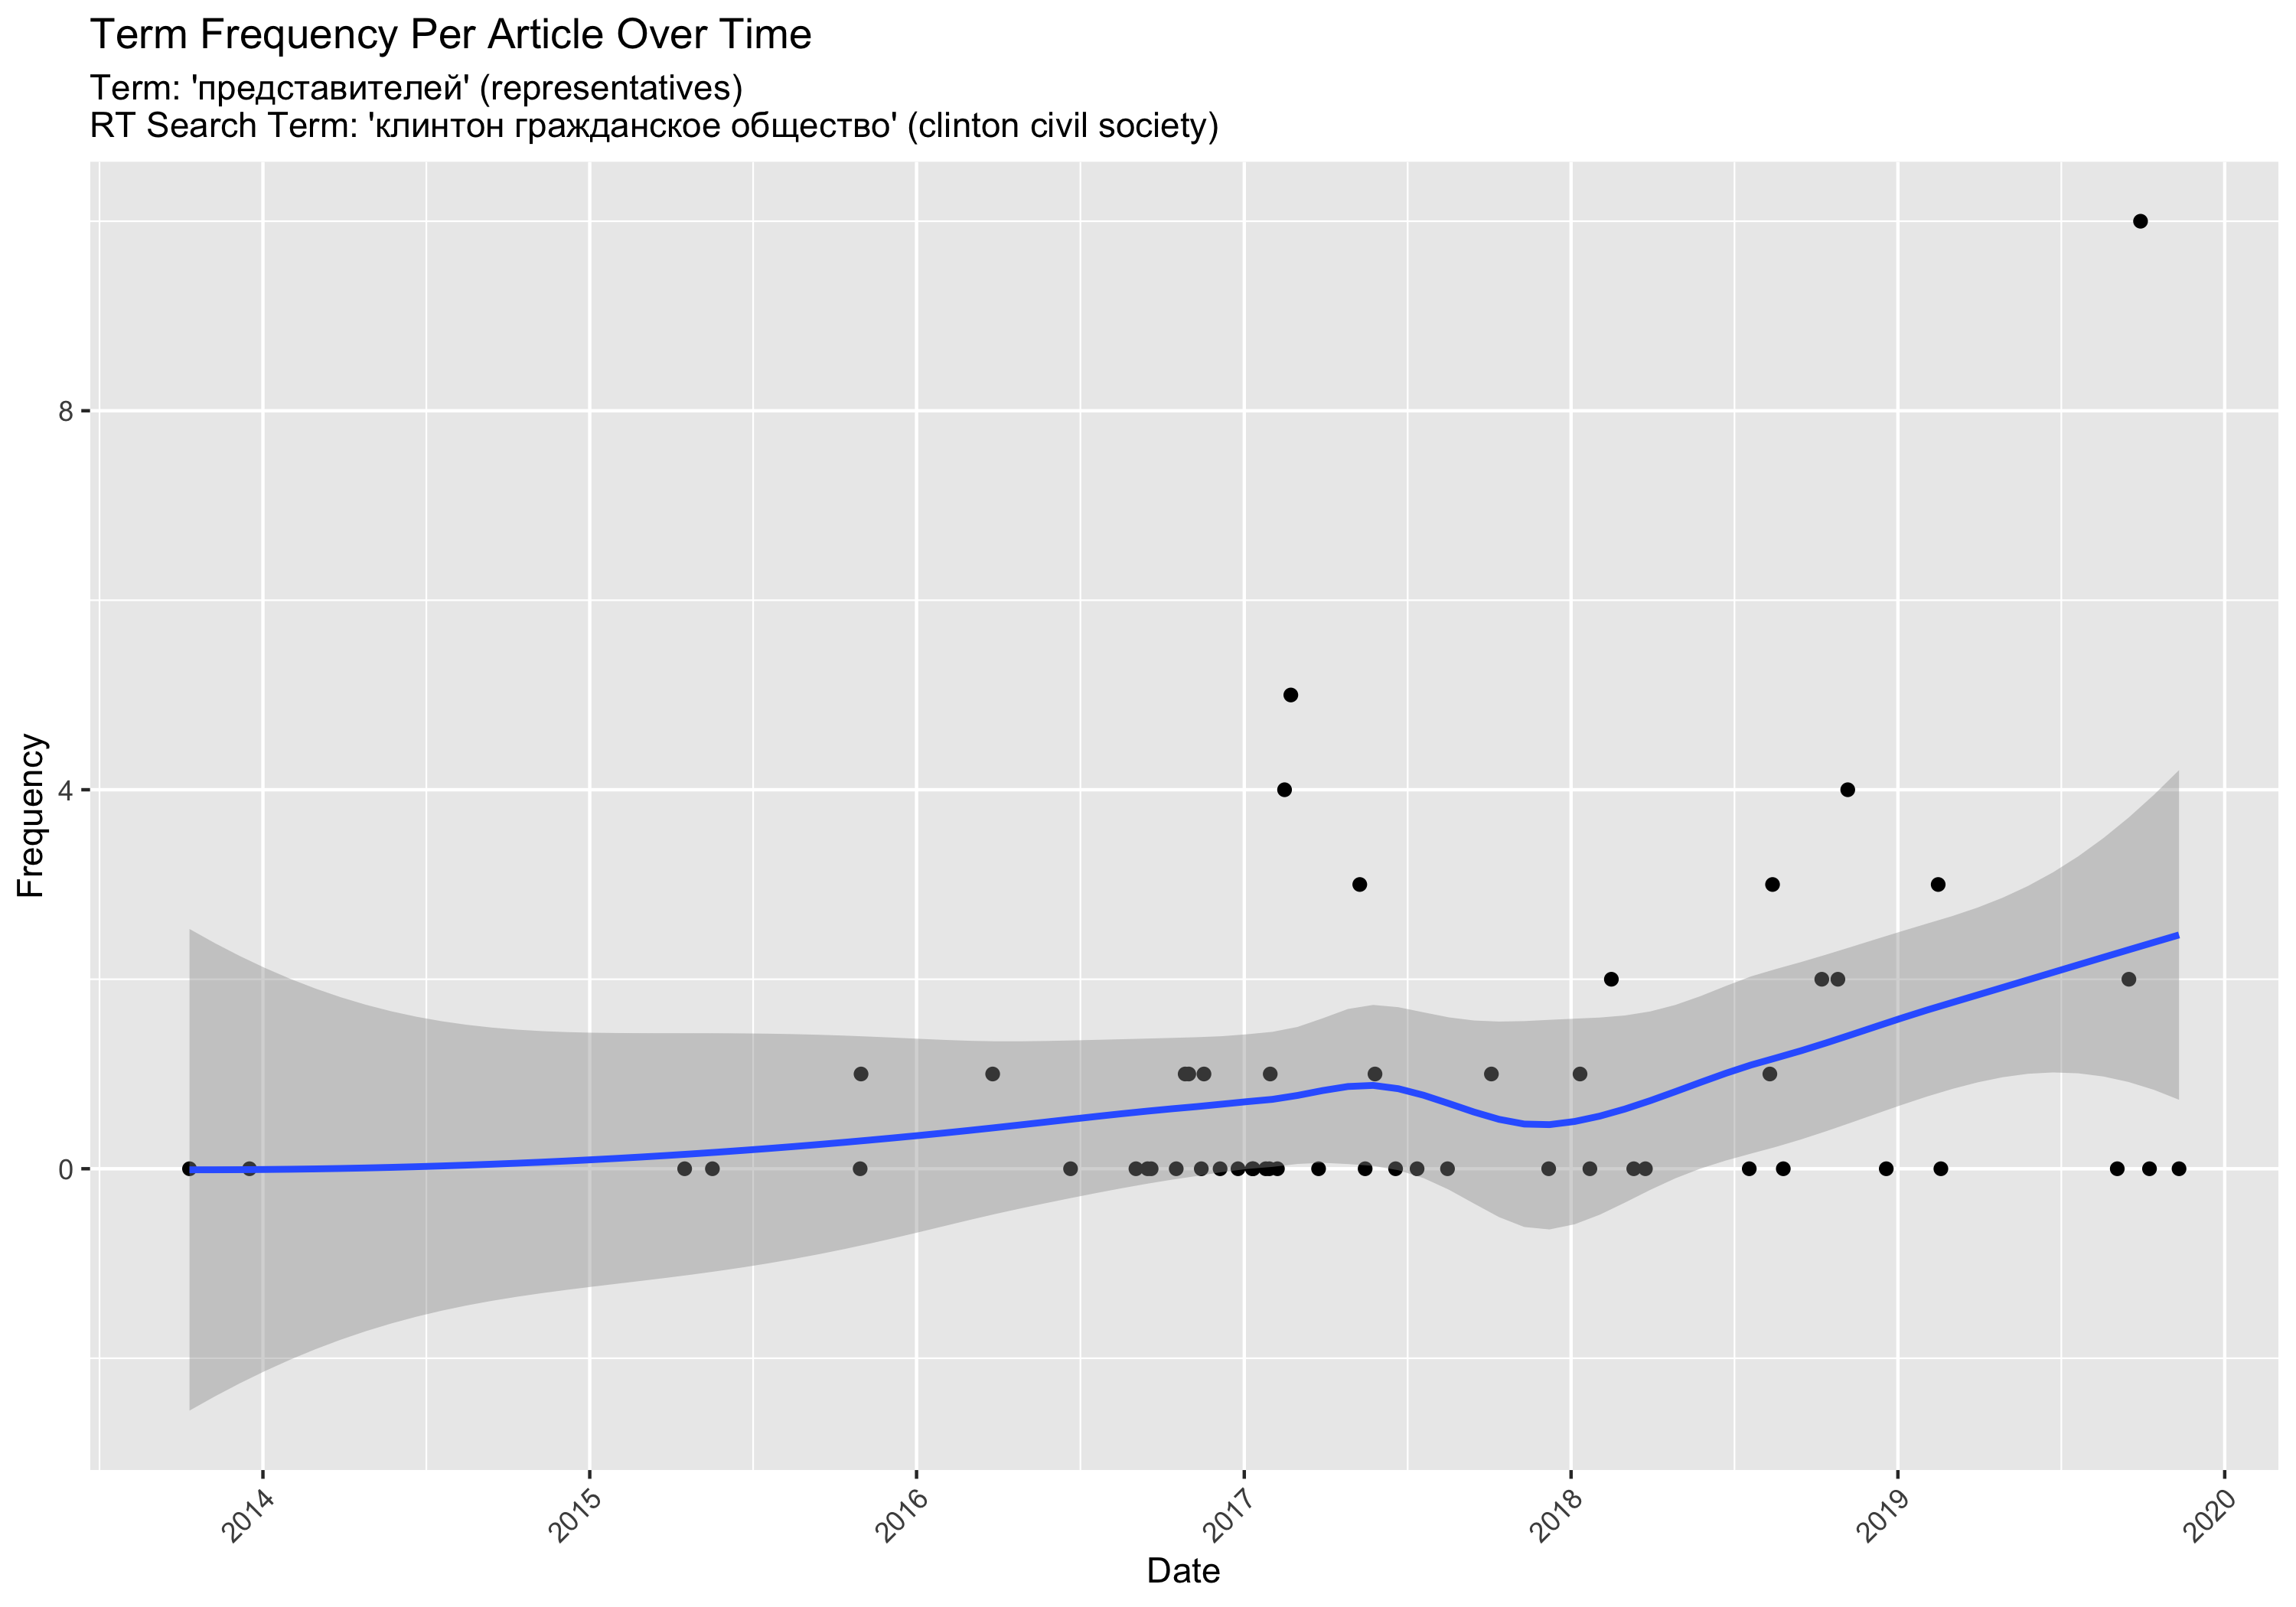 Term Frequency Per Article Over Time
Term: 'представителей' (representatives)
RT Search Term: 'клинтон гражданское общество' (clinton civil society)
Frequency
8
4
0
2014
2015
2016
2017
2018
2019
2020
Date